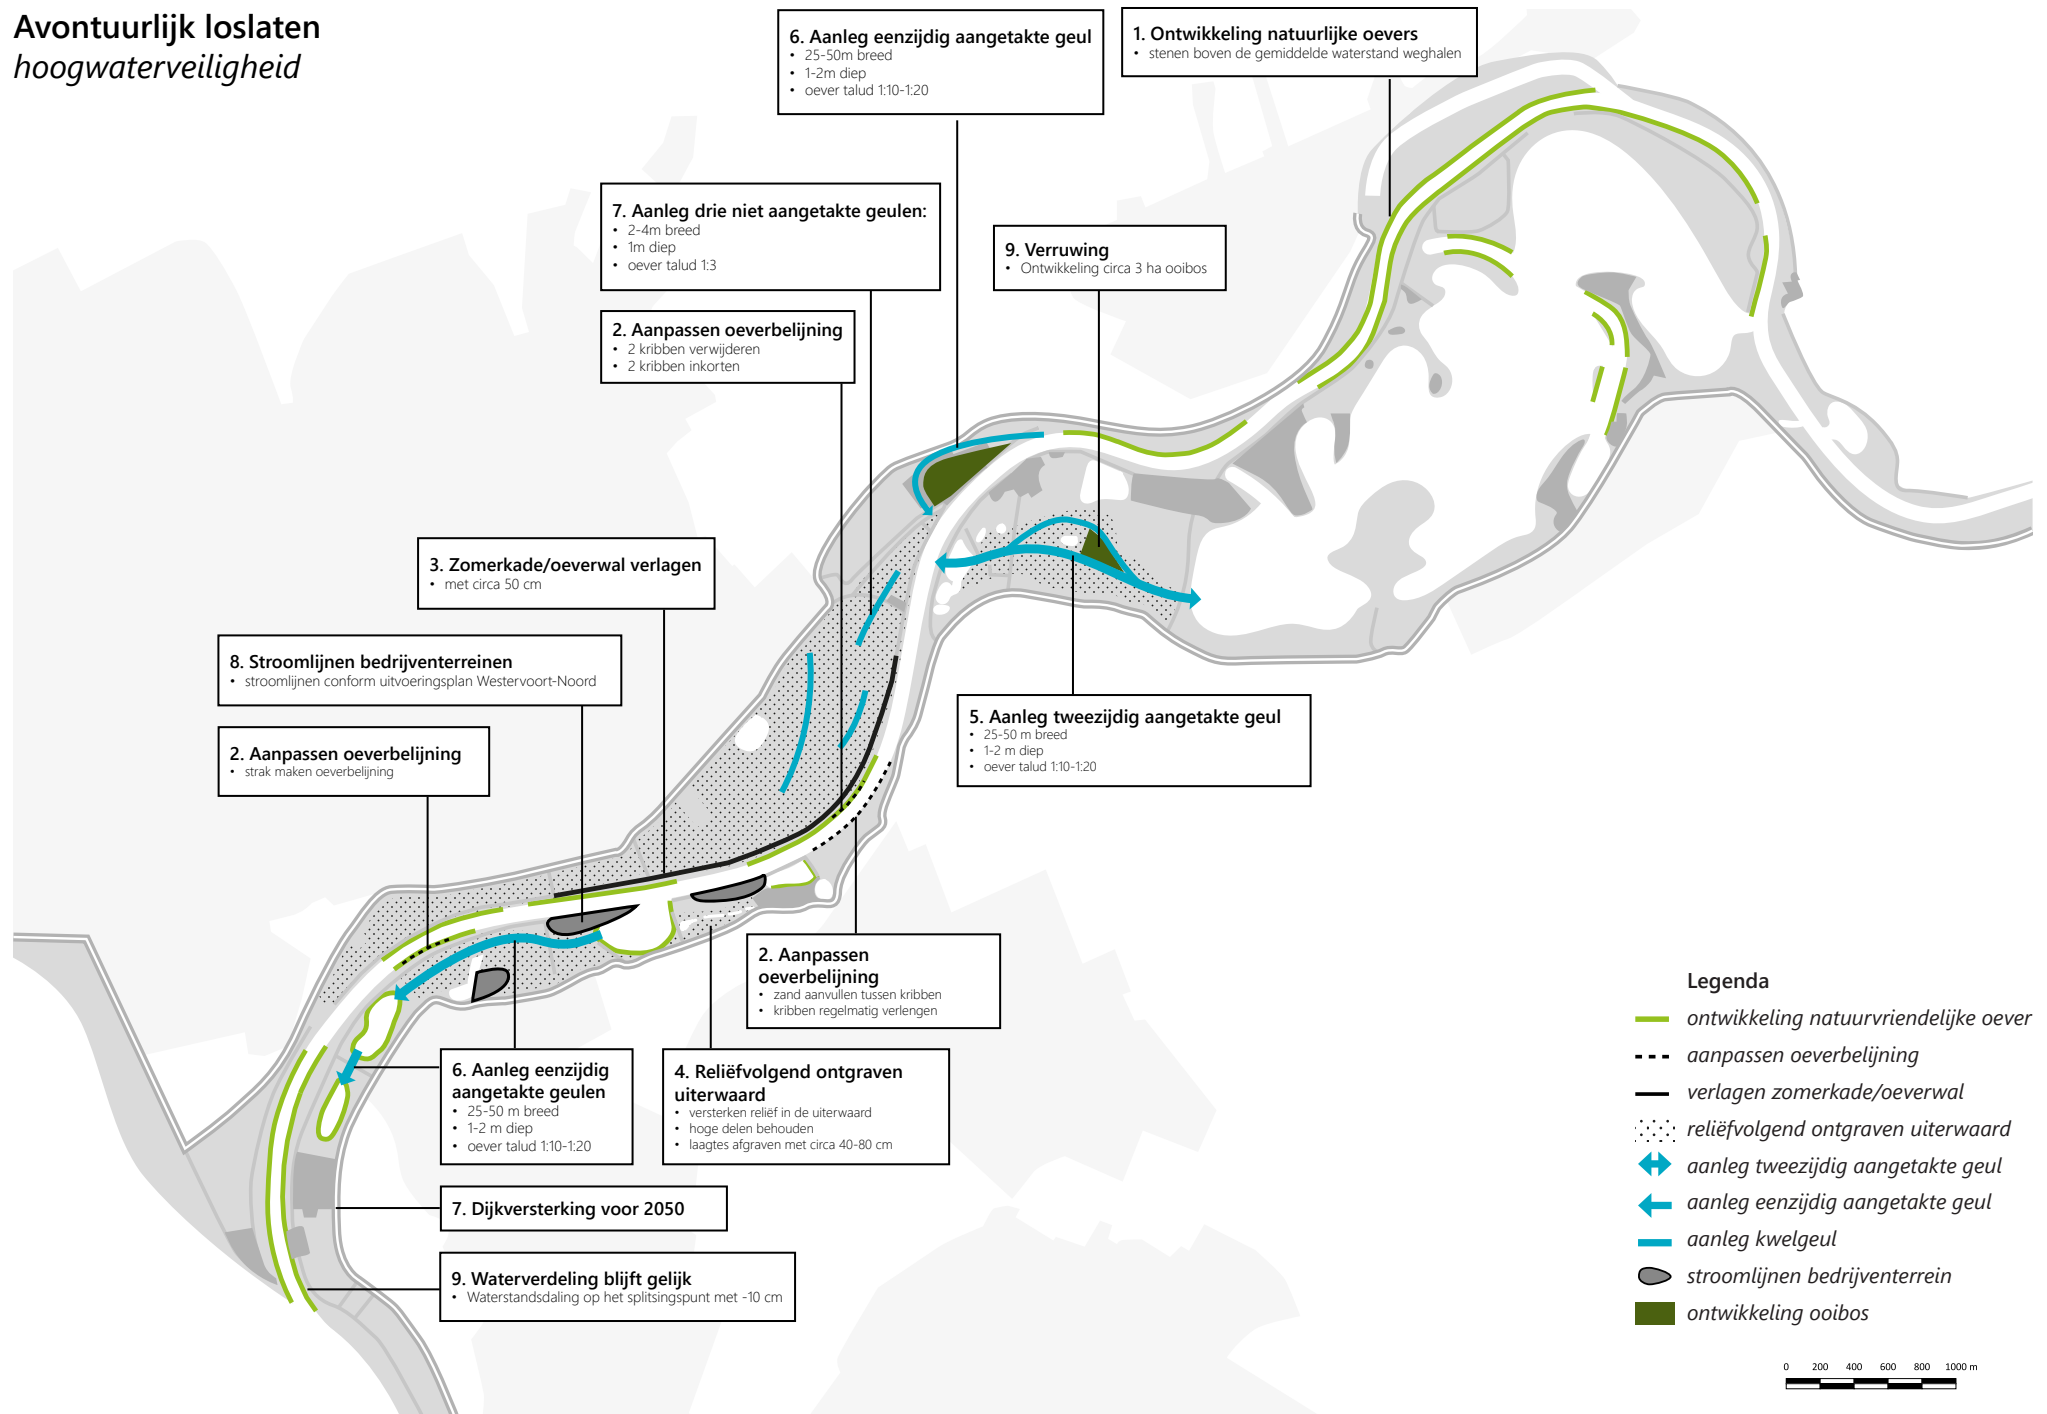 Avontuurlijk loslaten
hoogwaterveiligheid
6. Aanleg eenzijdig aangetakte geul
• 25-50m breed
• 1-2m diep
• oever talud 1:10-1:20
1. Ontwikkeling natuurlijke oevers
• stenen boven de gemiddelde waterstand weghalen
7. Aanleg drie niet aangetakte geulen:
• 2-4m breed
• 1m diep
• oever talud 1:3
9. Verruwing
• Ontwikkeling circa 3 ha ooibos
2. Aanpassen oeverbelijning
• 2 kribben verwijderen
• 2 kribben inkorten
3. Zomerkade/oeverwal verlagen
• met circa 50 cm
8. Stroomlijnen bedrijventerreinen
• stroomlijnen conform uitvoeringsplan Westervoort-Noord
5. Aanleg tweezijdig aangetakte geul
• 25-50 m breed
• 1-2 m diep
• oever talud 1:10-1:20
2. Aanpassen oeverbelijning
• strak maken oeverbelijning
2. Aanpassen
oeverbelijning
• zand aanvullen tussen kribben
• kribben regelmatig verlengen
6. Aanleg eenzijdig
aangetakte geulen
• 25-50 m breed
• 1-2 m diep
• oever talud 1:10-1:20
4. Reliëfvolgend ontgraven
uiterwaard
• versterken reliëf in de uiterwaard
• hoge delen behouden
• laagtes afgraven met circa 40-80 cm
7. Dijkversterking voor 2050
9. Waterverdeling blijft gelijk
• Waterstandsdaling op het splitsingspunt met -10 cm
Legenda
ontwikkeling natuurvriendelijke oever
aanpassen oeverbelijning
verlagen zomerkade/oeverwal
reliëfvolgend ontgraven uiterwaard
aanleg tweezijdig aangetakte geul
aanleg eenzijdig aangetakte geul
aanleg kwelgeul
stroomlijnen bedrijventerrein
ontwikkeling ooibos
0 200 400 600 800 1000 m